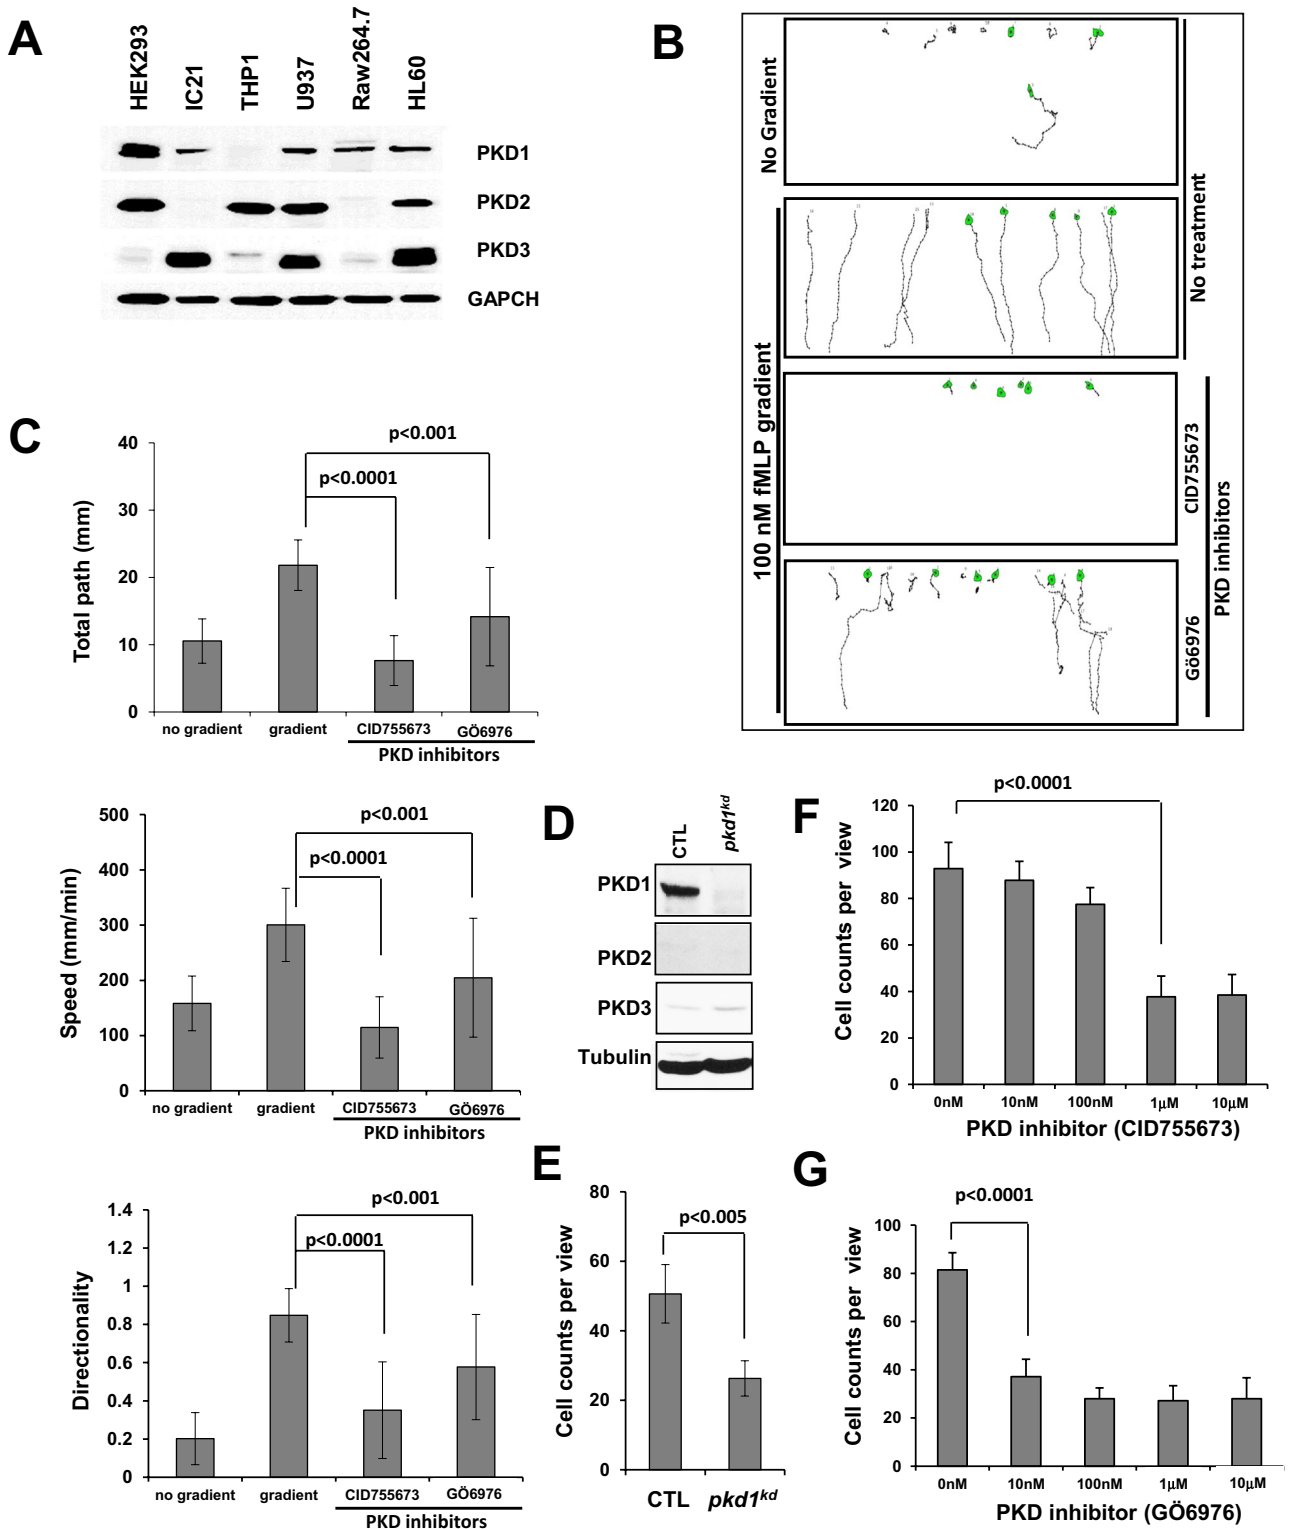 A
HEK293
IC21
THP1
U937
Raw264.7
HL60
PKD1
PKD2
PKD3
GAPCH
B
No Gradient
100 nM fMLP gradient
No treatment
CID755673
Gö6976
PKD inhibitors
C
Total path (mm)
40
30
20
10
0
p<0.001
p<0.0001
no gradient
gradient
CID755673
GÖ6976
PKD inhibitors
Speed (mm/min)
500
400
300
200
100
0
p<0.001
p<0.0001
no gradient
gradient
CID755673
GÖ6976
PKD inhibitors
Directionality
1.4
1.2
1
0.8
0.6
0.4
0.2
0
p<0.001
p<0.0001
no gradient
gradient
CID755673
GÖ6976
PKD inhibitors
D
CTL
pkd1kd
PKD1
PKD2
PKD3
Tubulin
E
Cell counts per view
80
60
40
20
0
p<0.005
CTL
pkd1kd
F
Cell counts per view
120
100
80
60
40
20
0
p<0.0001
0nM
10nM
100nM
1µM
10µM
PKD inhibitor (CID755673)
G
Cell counts per view
100
80
60
40
20
0
p<0.0001
0nM
10nM
100nM
1µM
10µM
PKD inhibitor (GÖ6976)